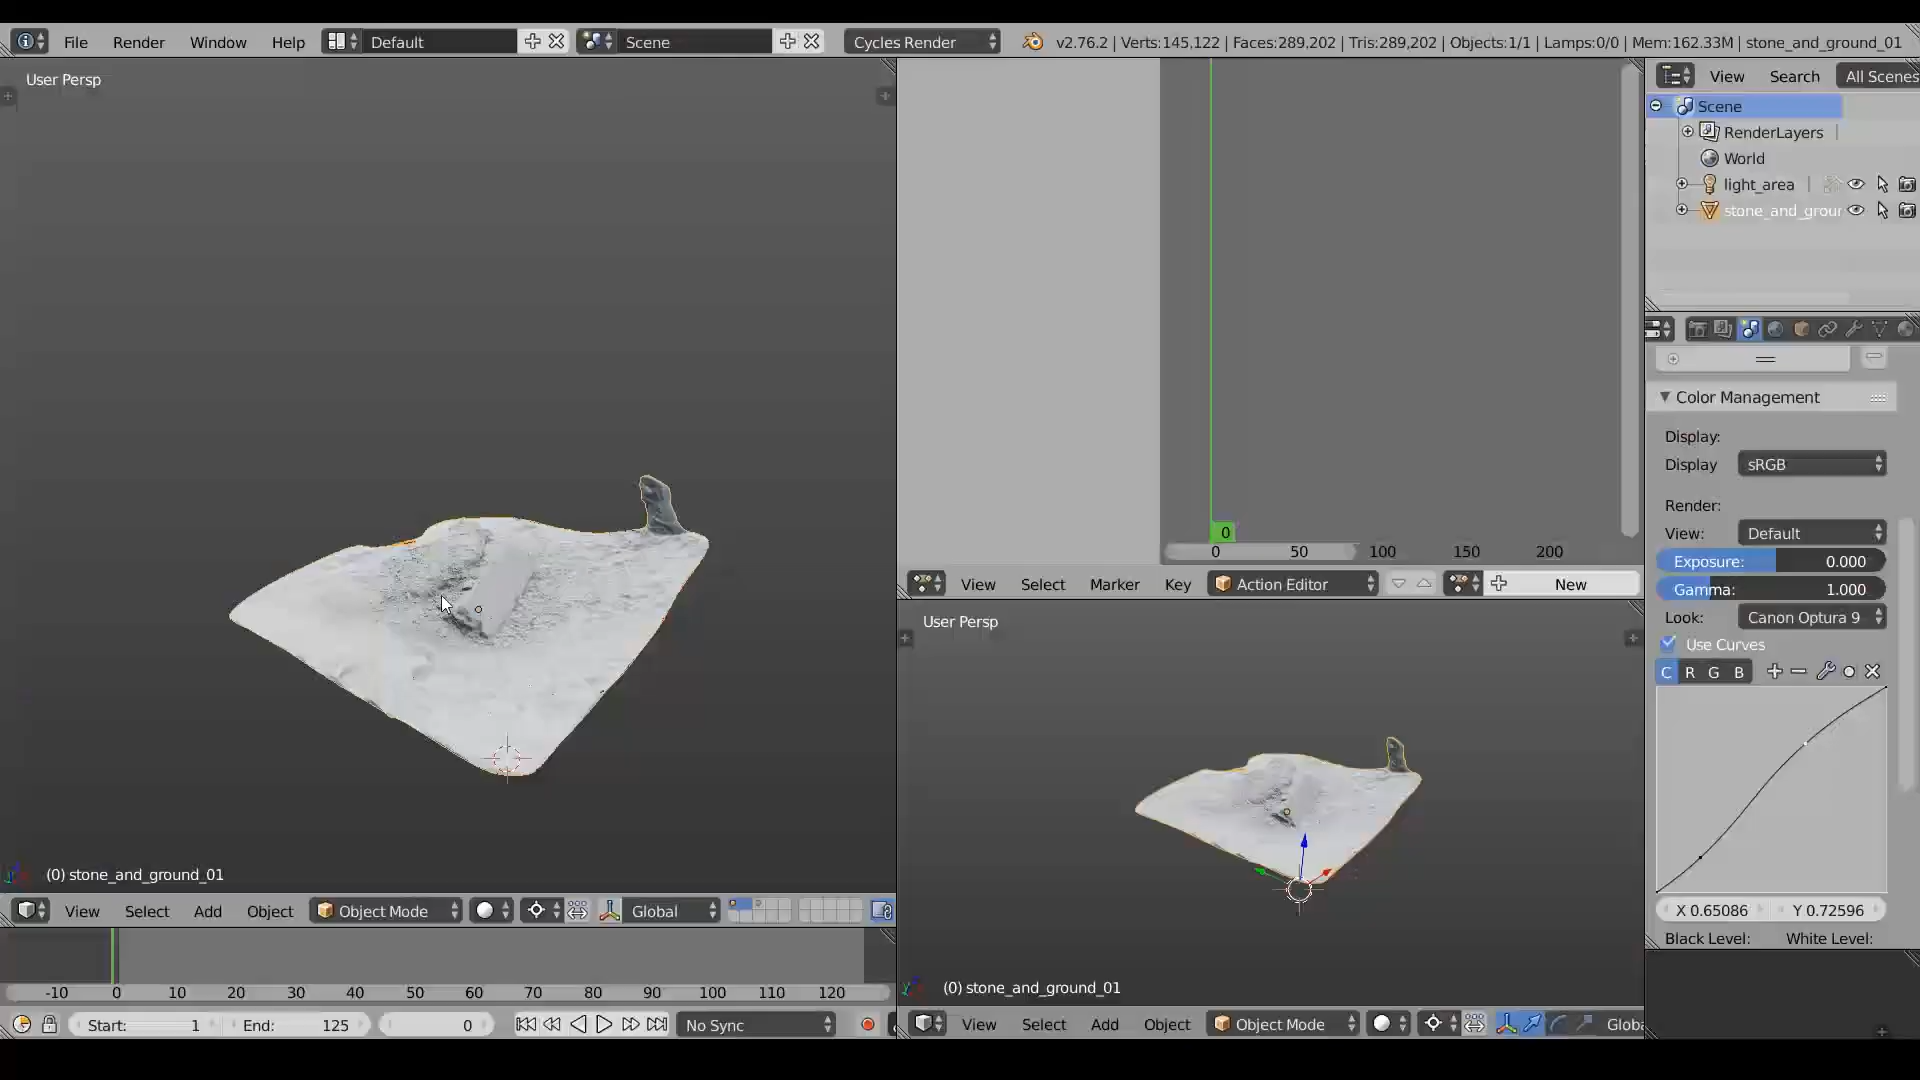 File Render Window Help Default Scene Cycles Render v2.76.2 | Verts:145,122 | Faces:289,202 | Tris:289,202 | Objects:1/1 | Lamps:0/0 | Mem:162.33M | stone_and_ground_01
User Persp
(0) stone_and_ground_01
View Select Add Object Object Mode Global
-10 0 10 20 30 40 50 60 70 80 90 100 110 120
Start: 1 End: 125 0 No Sync
0
0 50 100 150 200
View Select Marker Key Action Editor New
User Persp
(0) stone_and_ground_01
View Select Add Object Object Mode Globa
View Search All Scenes
Scene
RenderLayers
World
light_area
stone_and_groun
Color Management
Display:
Display sRGB
Render:
View: Default
Exposure: 0.000
Gamma: 1.000
Look: Canon Optura 9
Use Curves
C R G B
X 0.65086 Y 0.72596
Black Level: White Level: